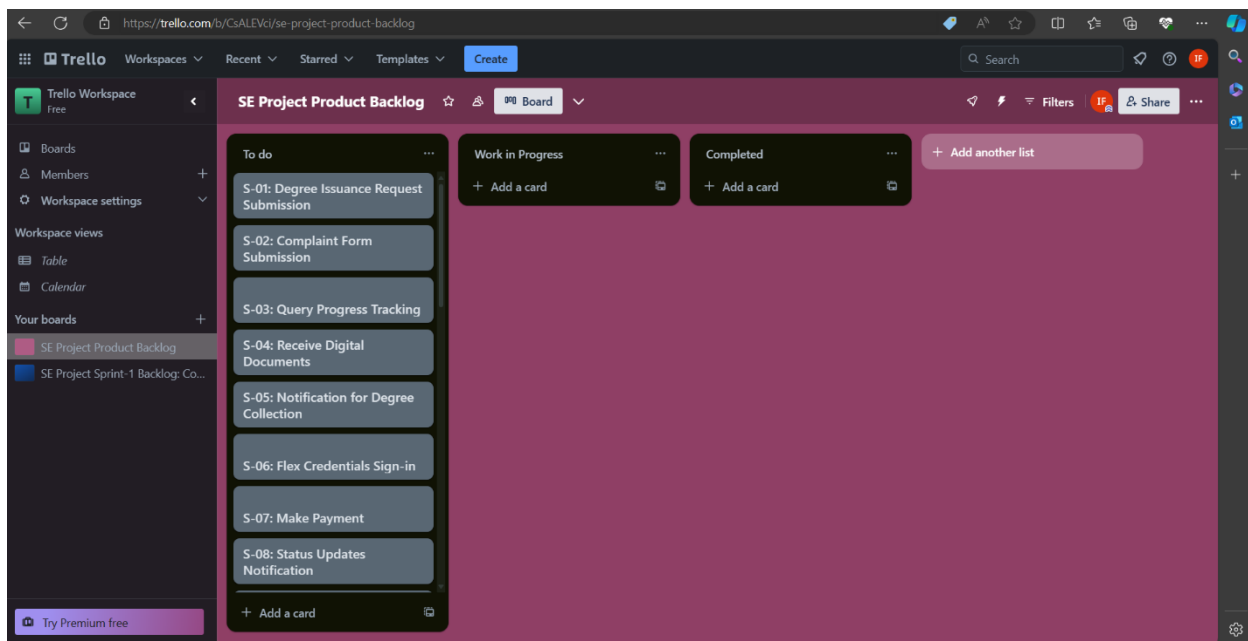 https://trello.com/b/CsALEVci/se-project-product-backlog
Trello Workspaces Recent Starred Templates Create Search IF
T Trello Workspace
Free
SE Project Product Backlog Board Filters IF Share
Boards
Members
Workspace settings
Workspace views
Table
Calendar
Your boards
SE Project Product Backlog
SE Project Sprint-1 Backlog: Co...
Try Premium free
To do
S-01: Degree Issuance Request
Submission
S-02: Complaint Form
Submission
S-03: Query Progress Tracking
S-04: Receive Digital
Documents
S-05: Notification for Degree
Collection
S-06: Flex Credentials Sign-in
S-07: Make Payment
S-08: Status Updates
Notification
+ Add a card
Work in Progress
+ Add a card
Completed
+ Add a card
+ Add another list